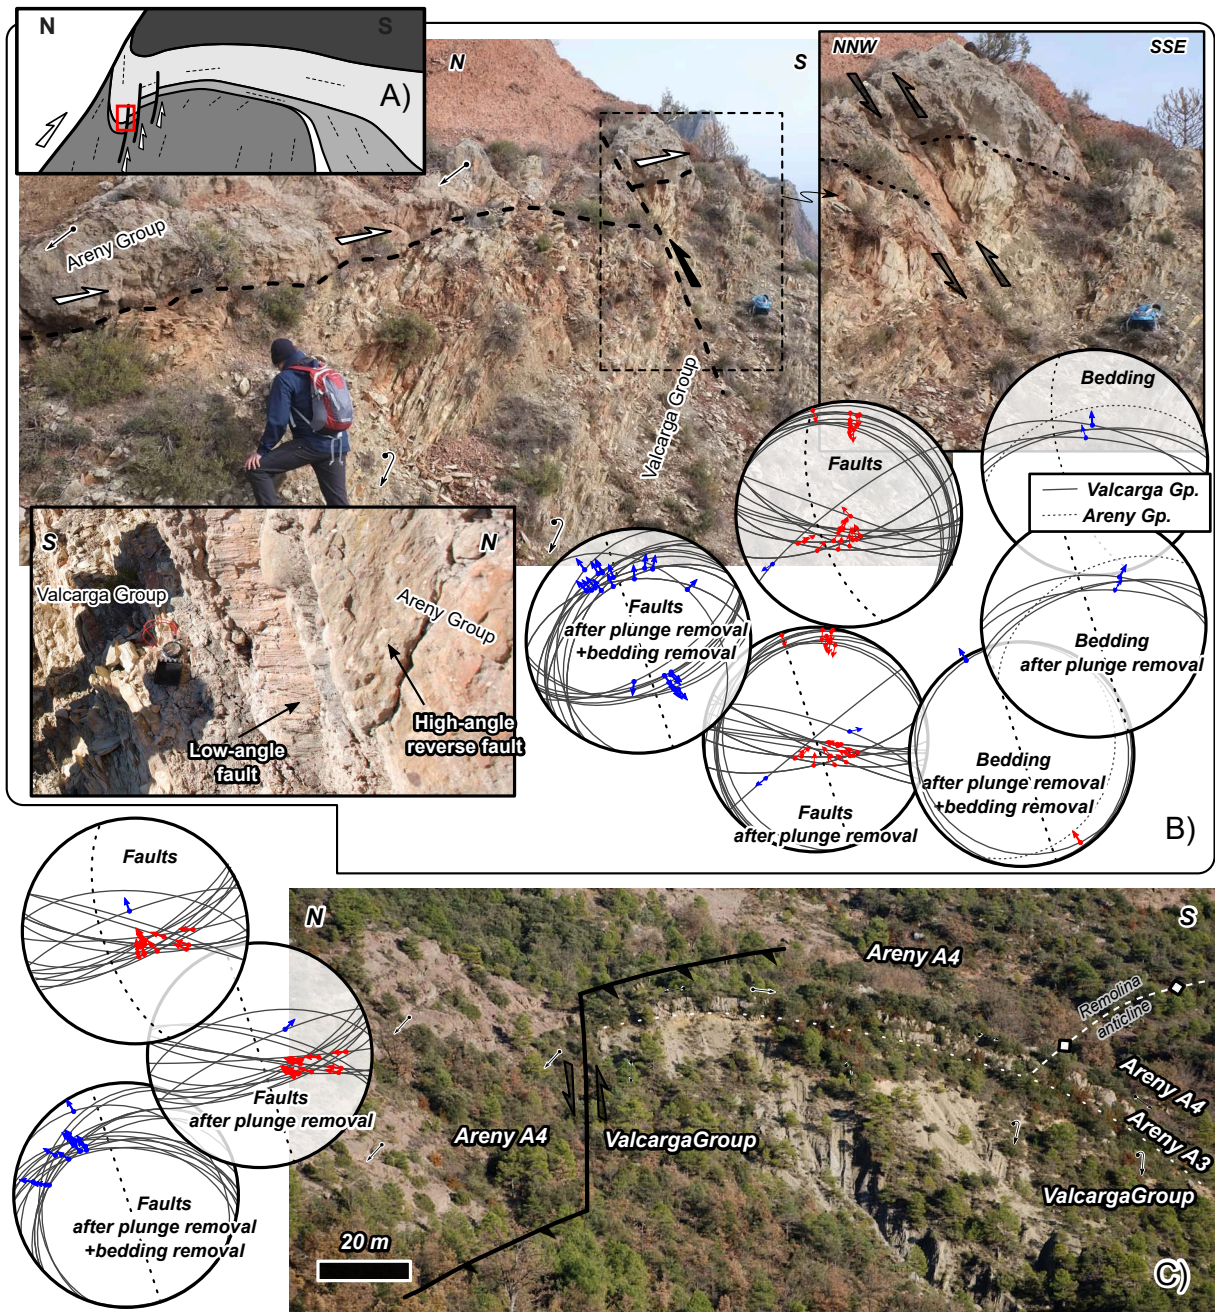 N
S
A)
N
S
NNW
SSE
Areny Group
Valcarga Group
Bedding
Faults
Valcarga Gp.
Areny Gp.
S
N
Valcarga Group
Areny Group
Low-angle
fault
High-angle
reverse fault
Faults
after plunge removal
+bedding removal
Bedding
after plunge removal
Bedding
after plunge removal
+bedding removal
Faults
after plunge removal
B)
Faults
Faults
after plunge removal
Faults
after plunge removal
+bedding removal
N
S
Areny A4
Remolina
anticline
Areny A4
Areny A3
Areny A4
ValcargaGroup
ValcargaGroup
20 m
C)